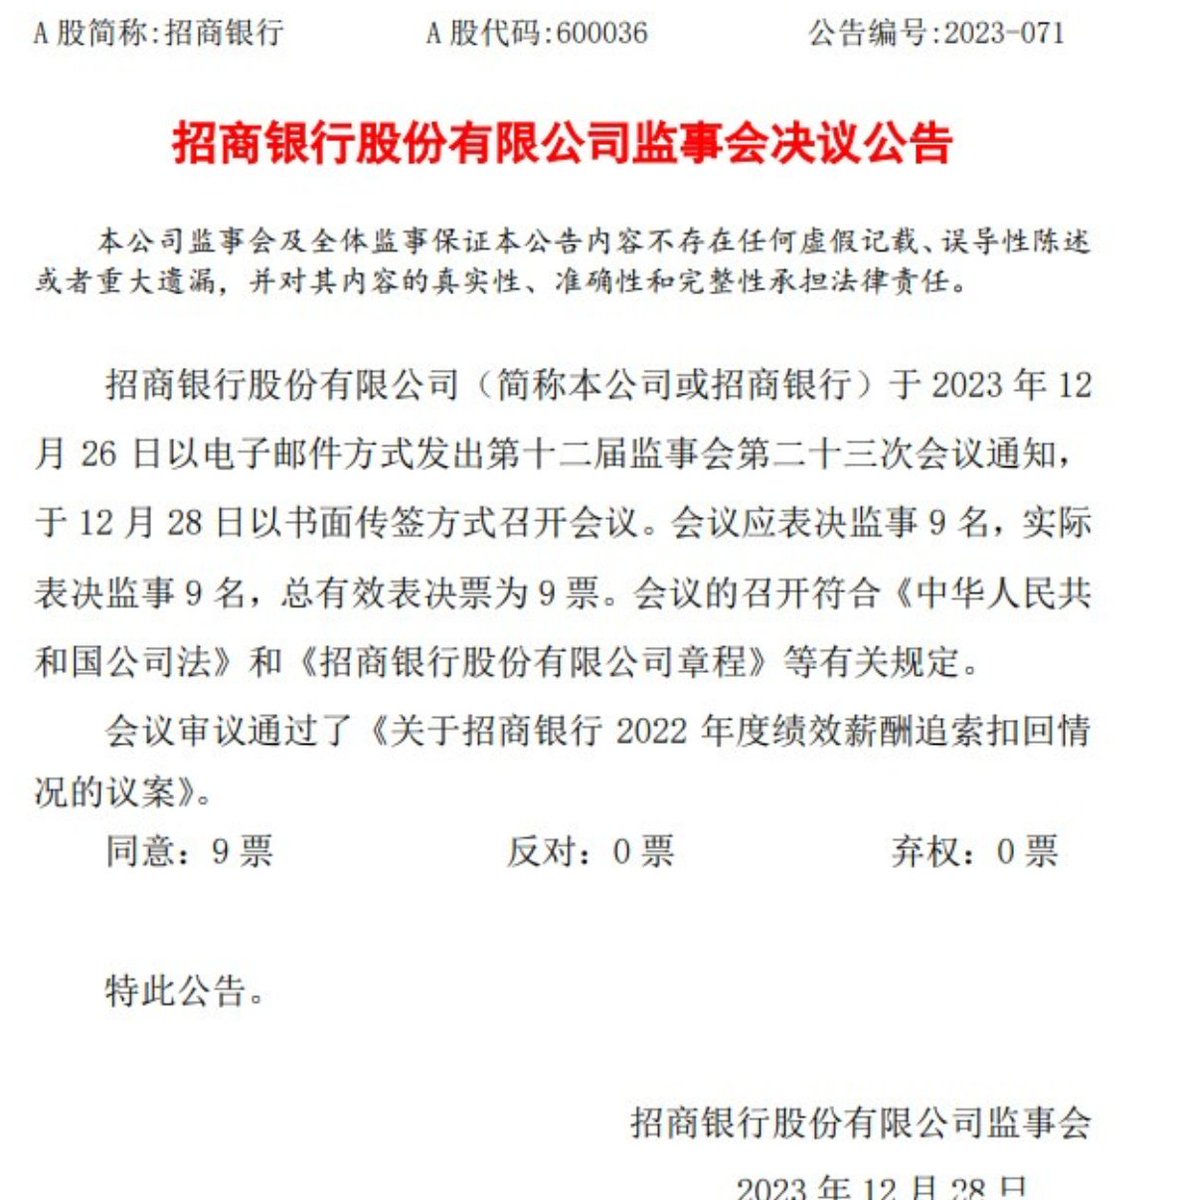 A 股简称:招商银行 A 股代码:600036 公告编号:2023-071
招商银行股份有限公司监事会决议公告
本公司监事会及全体监事保证本公告内容不存在任何虚假记载、误导性陈述
或者重大遗漏，并对其内容的真实性、准确性和完整性承担法律责任。
招商银行股份有限公司（简称本公司或招商银行）于 2023 年 12
月 26 日以电子邮件方式发出第十二届监事会第二十三次会议通知，
于 12 月 28 日以书面传签方式召开会议。会议应表决监事 9 名，实际
表决监事 9 名，总有效表决票为 9 票。会议的召开符合《中华人民共
和国公司法》和《招商银行股份有限公司章程》等有关规定。
会议审议通过了《关于招商银行 2022 年度绩效薪酬追索扣回情
况的议案》。
同意：9 票 反对：0 票 弃权：0 票
特此公告。
招商银行股份有限公司监事会
2023 年 12 月 28 日